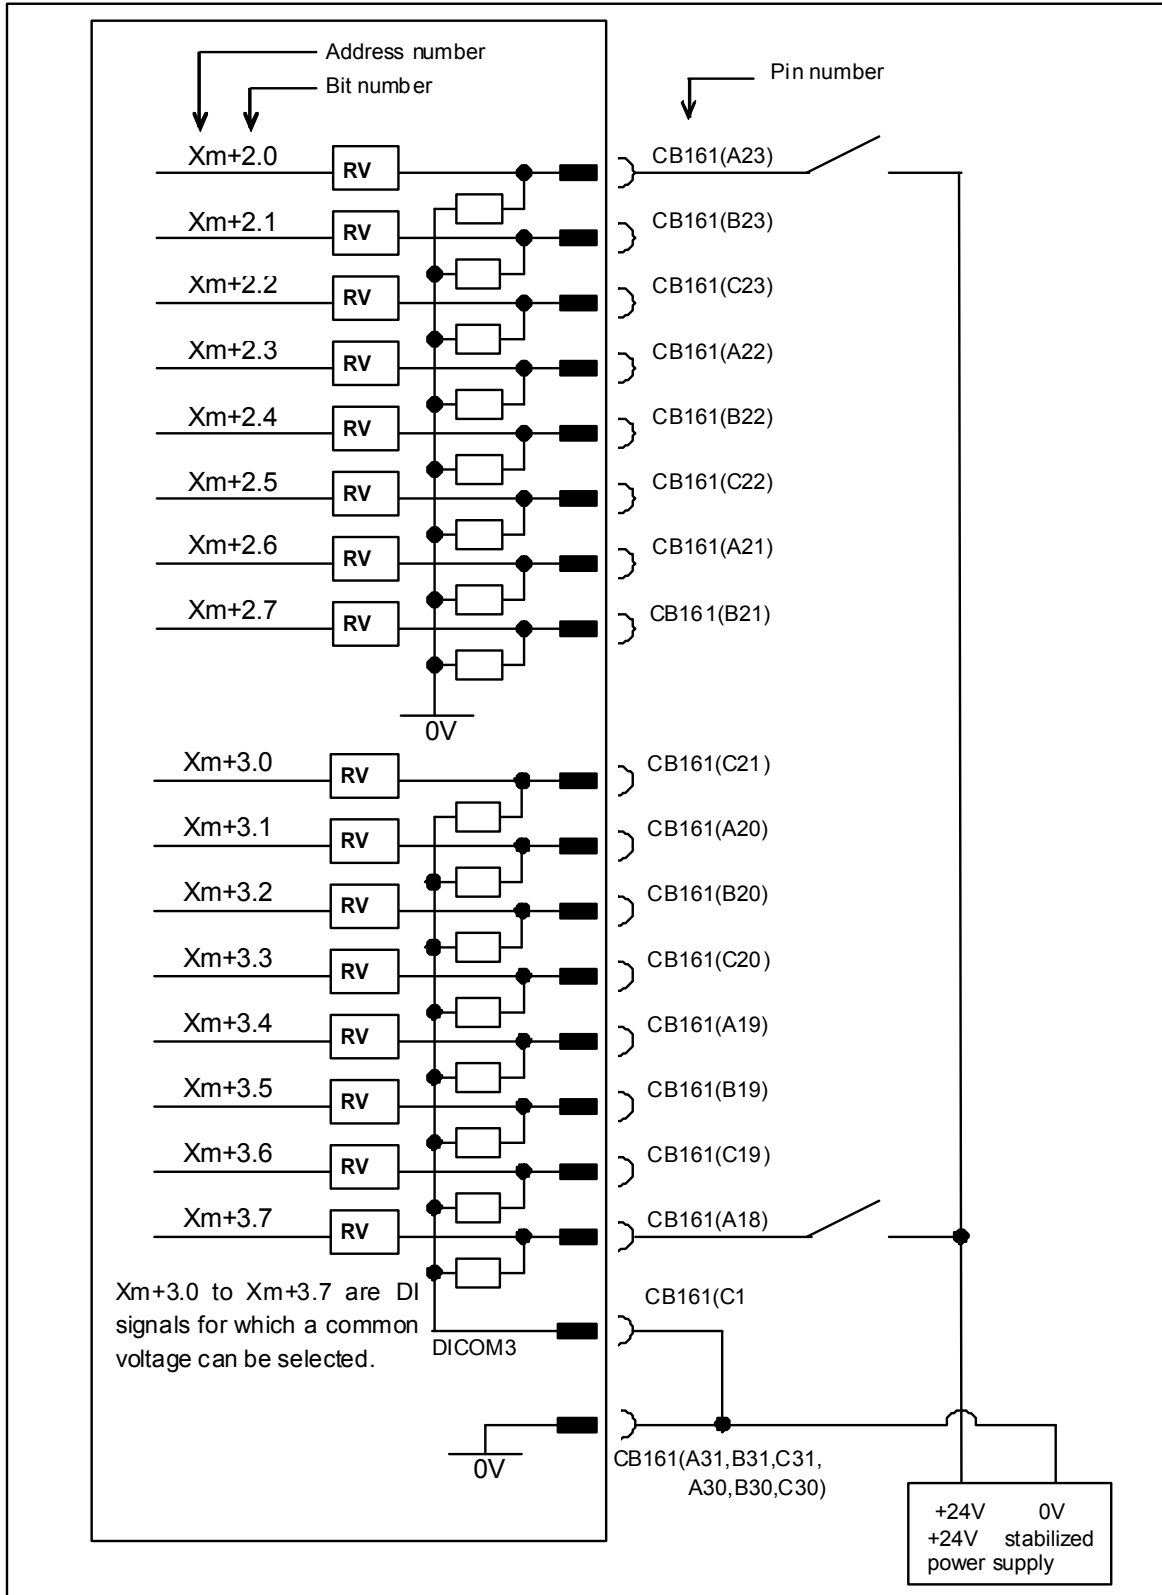 Address number
Bit number
Pin number
Xm+2.0 RV CB161(A23)
Xm+2.1 RV CB161(B23)
Xm+2.2 RV CB161(C23)
Xm+2.3 RV CB161(A22)
Xm+2.4 RV CB161(B22)
Xm+2.5 RV CB161(C22)
Xm+2.6 RV CB161(A21)
Xm+2.7 RV CB161(B21)
0V
Xm+3.0 RV CB161(C21)
Xm+3.1 RV CB161(A20)
Xm+3.2 RV CB161(B20)
Xm+3.3 RV CB161(C20)
Xm+3.4 RV CB161(A19)
Xm+3.5 RV CB161(B19)
Xm+3.6 RV CB161(C19)
Xm+3.7 RV CB161(A18)
Xm+3.0 to Xm+3.7 are DI
signals for which a common
voltage can be selected.
CB161(C1
DICOM3
0V
CB161(A31,B31,C31,
A30,B30,C30)
+24V 0V
+24V stabilized
power supply